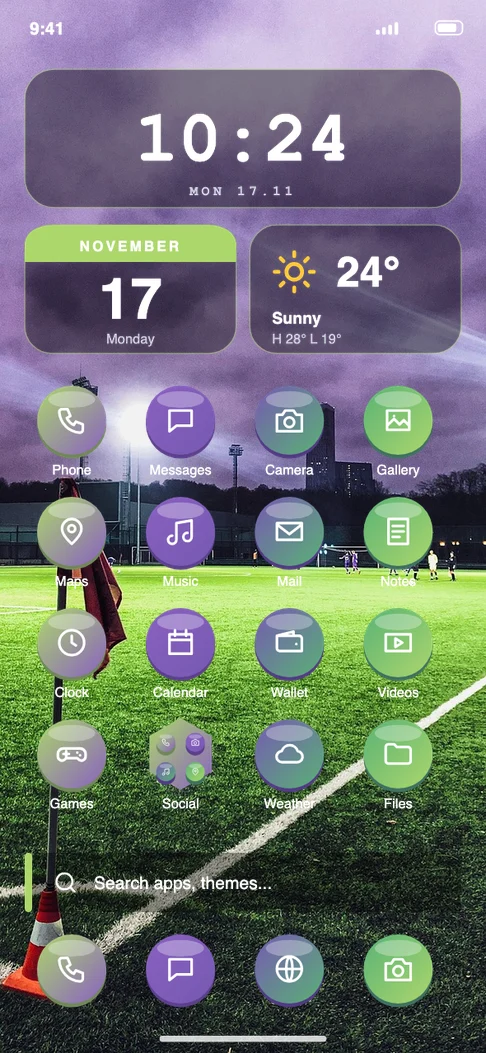 9:41
10:24
MON 17.11
NOVEMBER
17
Monday
24°
Sunny
H 28° L 19°
Phone Messages Camera Gallery
Maps Music Mail Notes
Clock Calendar Wallet Videos
Games Social Weather Files
Search apps, themes...